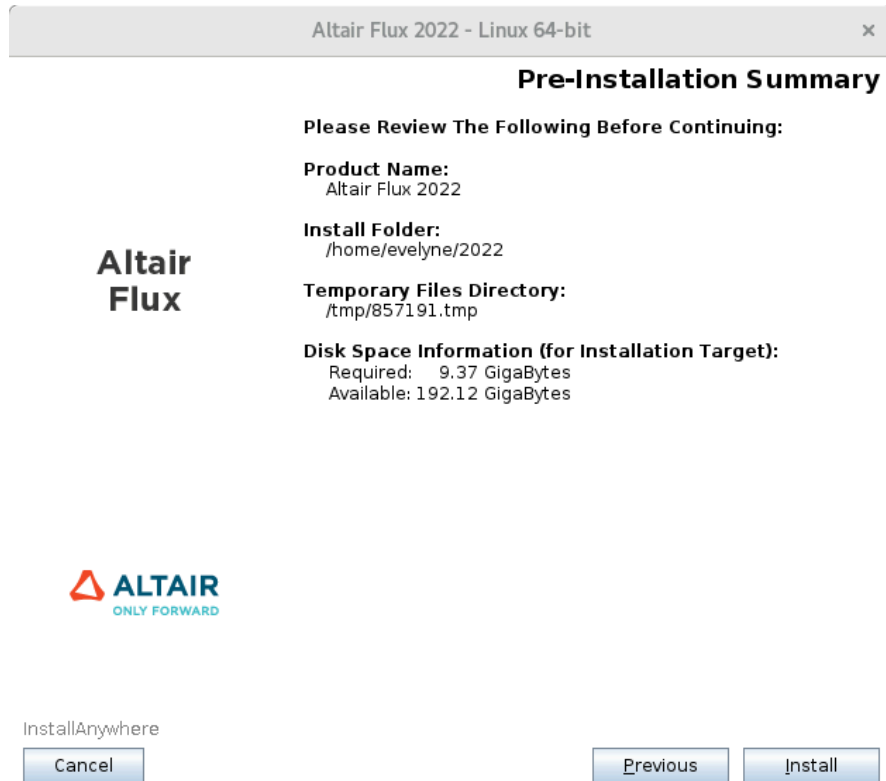 Altair Flux 2022 - Linux 64-bit
×
Pre-Installation Summary
Please Review The Following Before Continuing:
Product Name:
Altair Flux 2022
Install Folder:
/home/evelyne/2022
Temporary Files Directory:
/tmp/857191.tmp
Disk Space Information (for Installation Target):
Required: 9.37 GigaBytes
Available: 192.12 GigaBytes
Altair
Flux
ALTAIR
ONLY FORWARD
InstallAnywhere
Cancel
Previous
Install